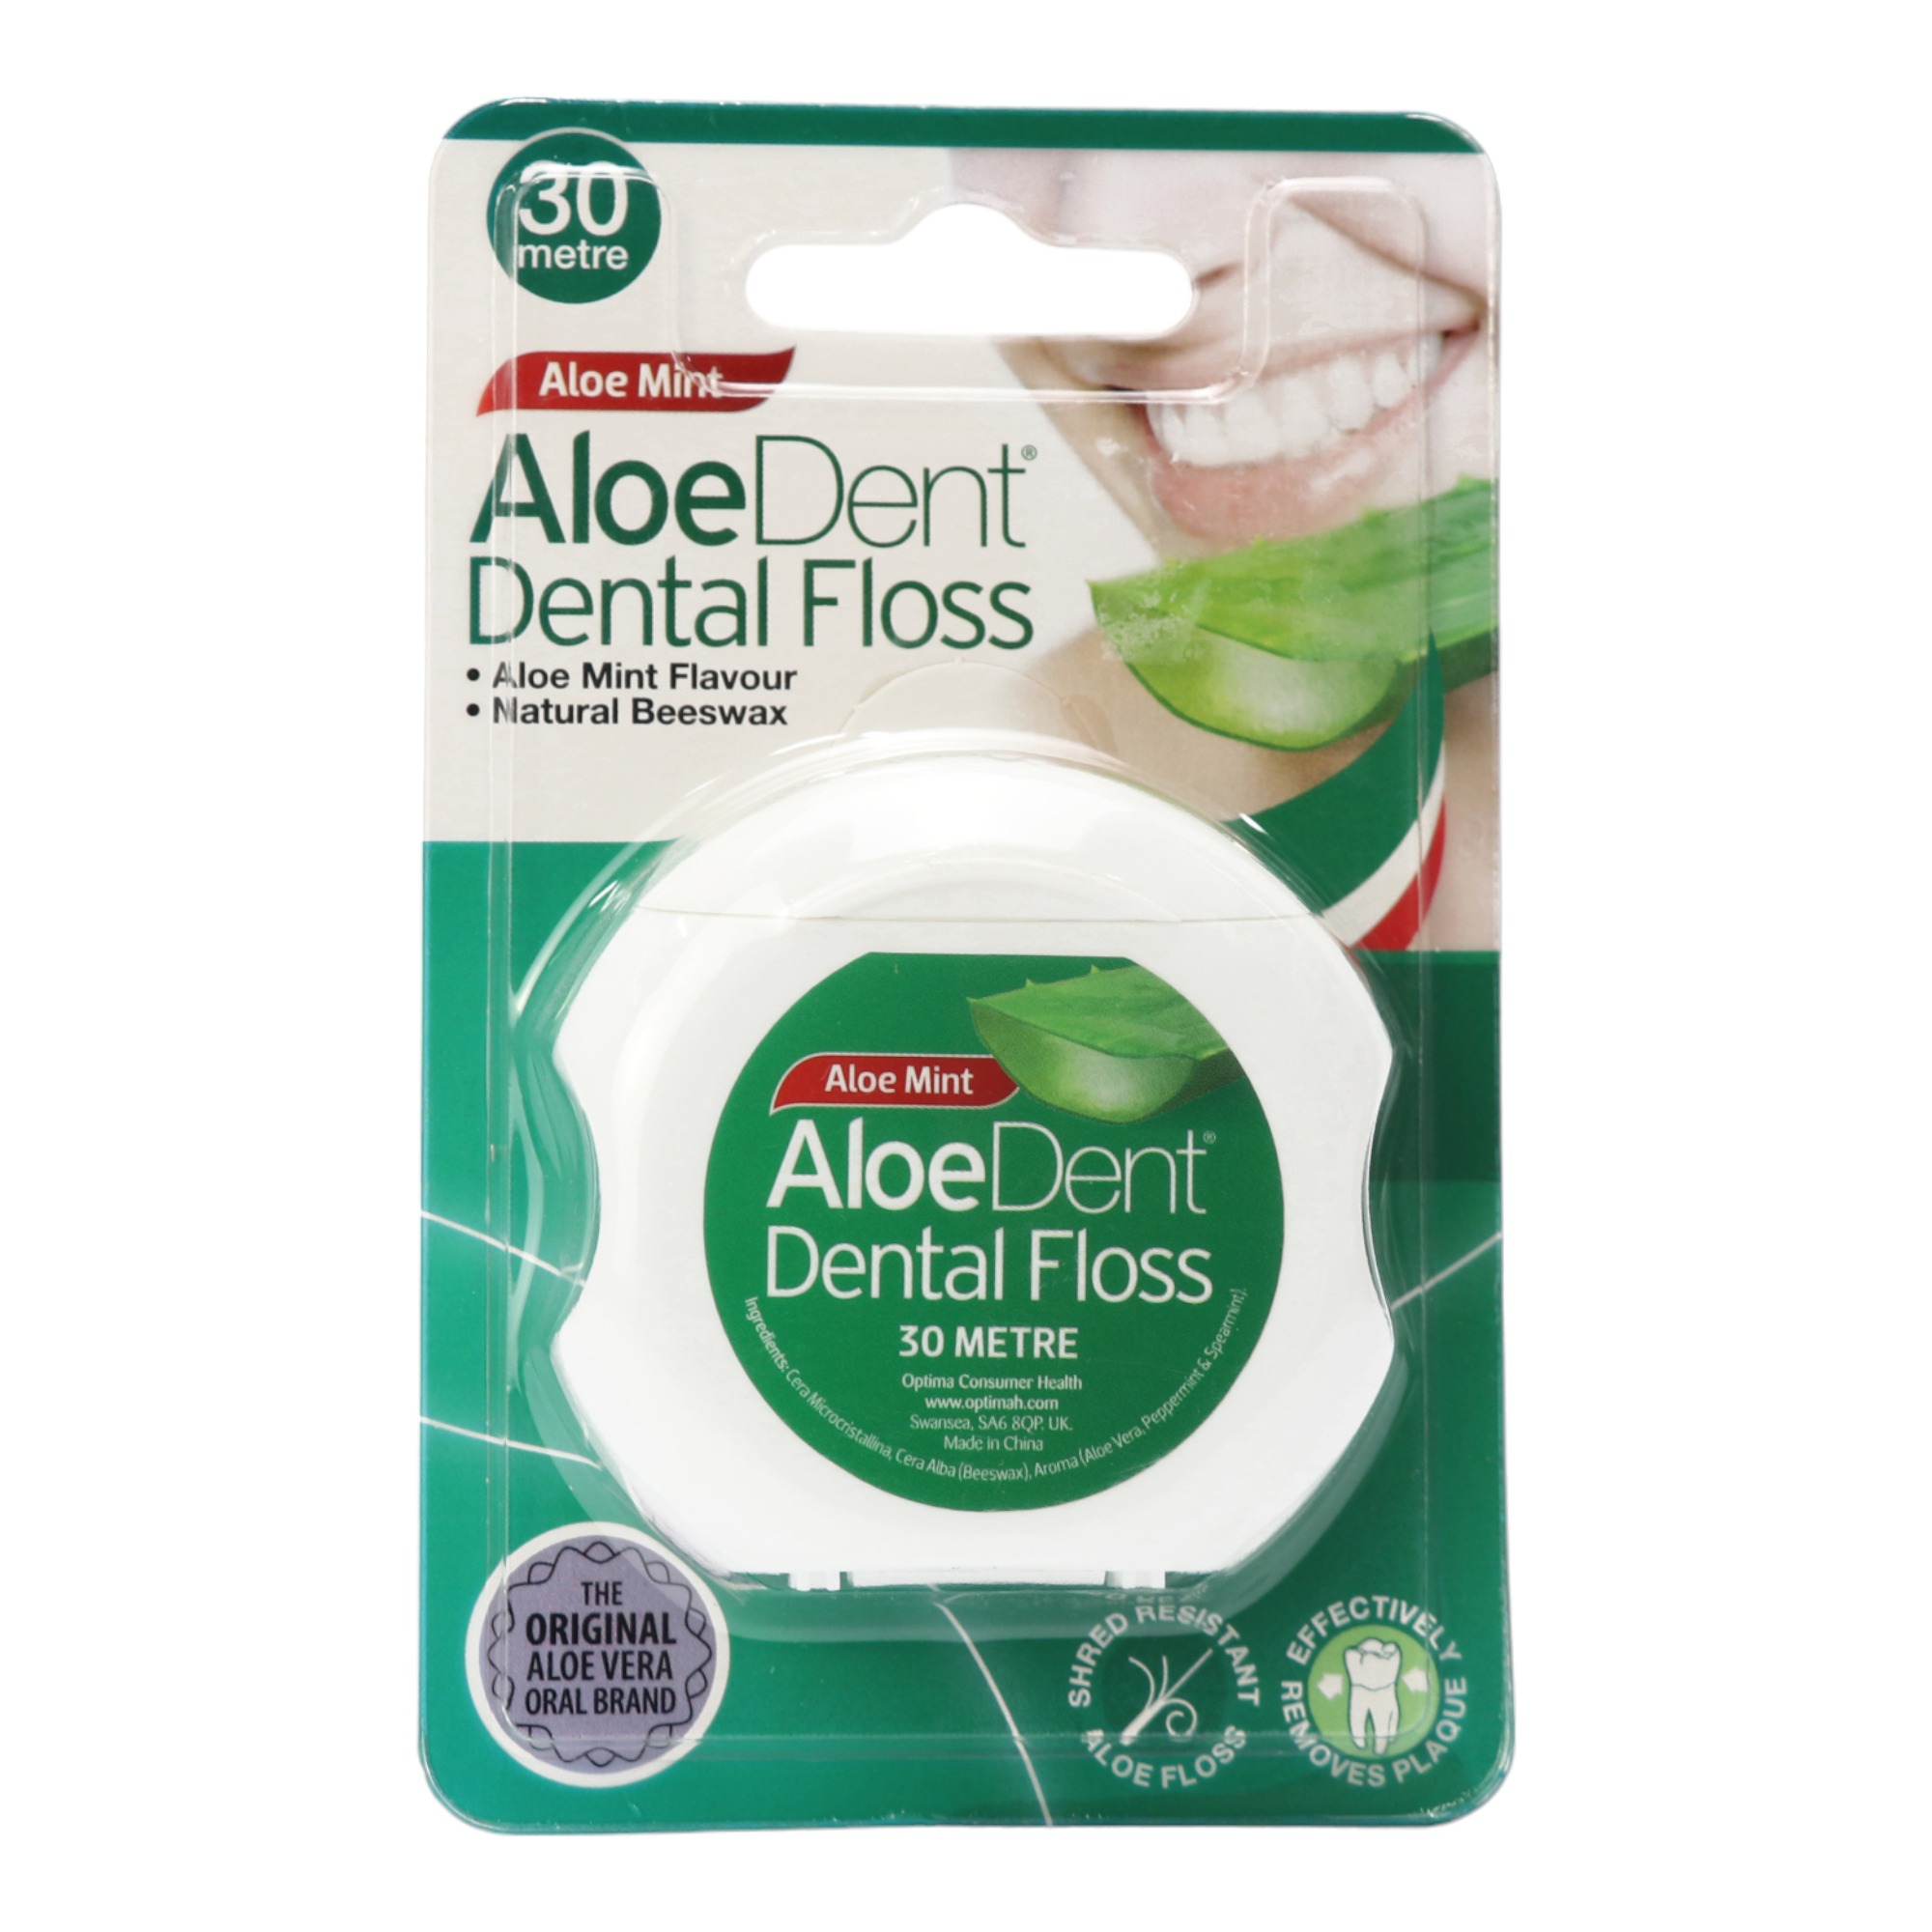 30
metre
Aloe Mint
AloeDent®
Dental Floss
• Aloe Mint Flavour
• Natural Beeswax
Aloe Mint
AloeDent®
Dental Floss
30 METRE
Optima Consumer Health
www.optimah.com
Swansea, SA6 8QP. UK.
Made in China
Ingredients: Cera Microcristallina, Cera Alba (Beeswax), Aroma (Aloe Vera, Peppermint & Spearmint).
THE
ORIGINAL
ALOE VERA
ORAL BRAND
SHRED RESISTANT
ALOE FLOSS
EFFECTIVELY
REMOVES PLAQUE